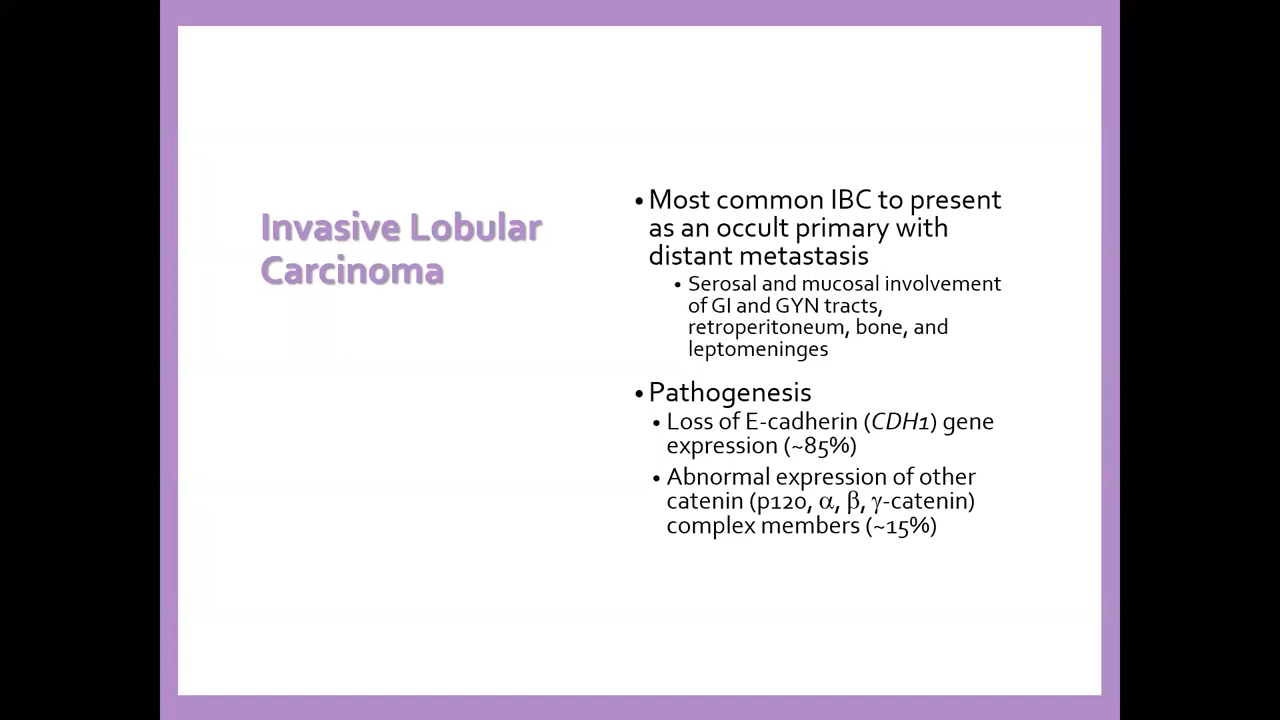 Invasive Lobular
Carcinoma
• Most common IBC to present
as an occult primary with
distant metastasis
• Serosal and mucosal involvement
of GI and GYN tracts,
retroperitoneum, bone, and
leptomeninges
• Pathogenesis
• Loss of E-cadherin (CDH1) gene
expression (~85%)
• Abnormal expression of other
catenin (p120, α, β, γ-catenin)
complex members (~15%)